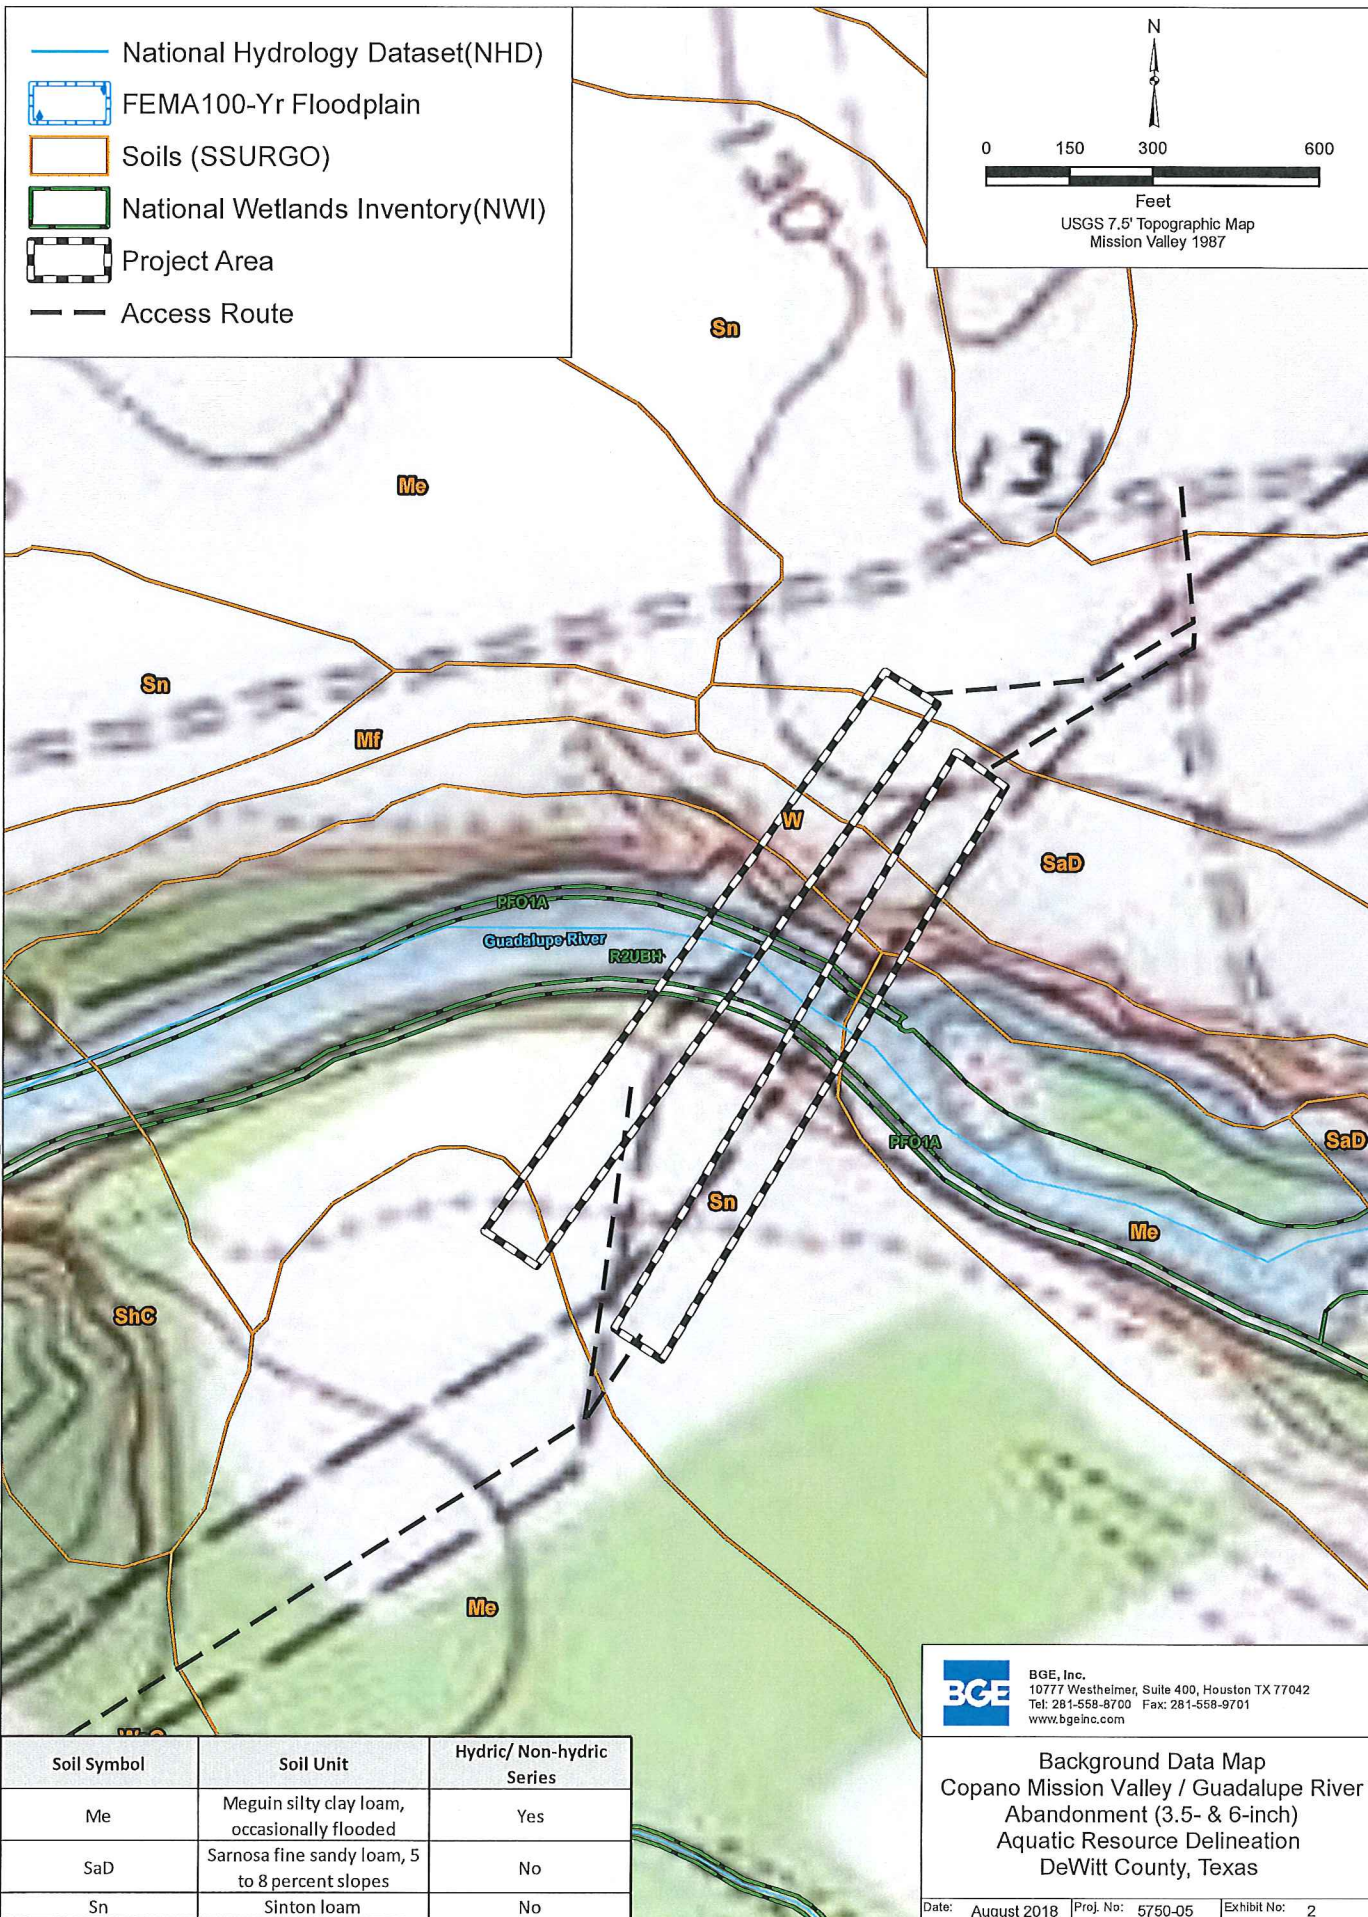 National Hydrology Dataset(NHD)
FEMA100-Yr Floodplain
Soils (SSURGO)
National Wetlands Inventory(NWI)
Project Area
Access Route
N
0 150 300 600
Feet
USGS 7.5' Topographic Map
Mission Valley 1987
130
Sn
131
Me
Sn
Mf
W
SaD
PFO1A
Guadalupe River
R2UBH
PFO1A
SaD
Sn
Me
ShC
Me
BGE
BGE, Inc.
10777 Westheimer, Suite 400, Houston TX 77042
Tel: 281-558-8700 Fax: 281-558-9701
www.bgeinc.com
Background Data Map
Copano Mission Valley / Guadalupe River
Abandonment (3.5- & 6-inch)
Aquatic Resource Delineation
DeWitt County, Texas
Date: August 2018 Proj. No: 5750-05 Exhibit No: 2
Soil Symbol Soil Unit Hydric/ Non-hydric
Series
Me Meguin silty clay loam,
occasionally flooded Yes
SaD Sarnosa fine sandy loam, 5
to 8 percent slopes No
Sn Sinton loam No